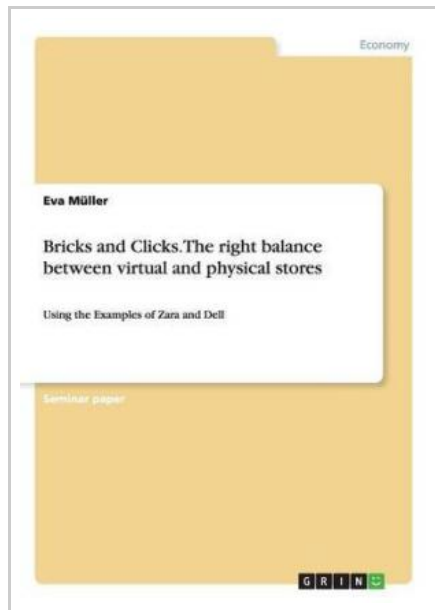 Economy
Eva Müller
Bricks and Clicks. The right balance
between virtual and physical stores
Using the Examples of Zara and Dell
Seminar paper
GRIN